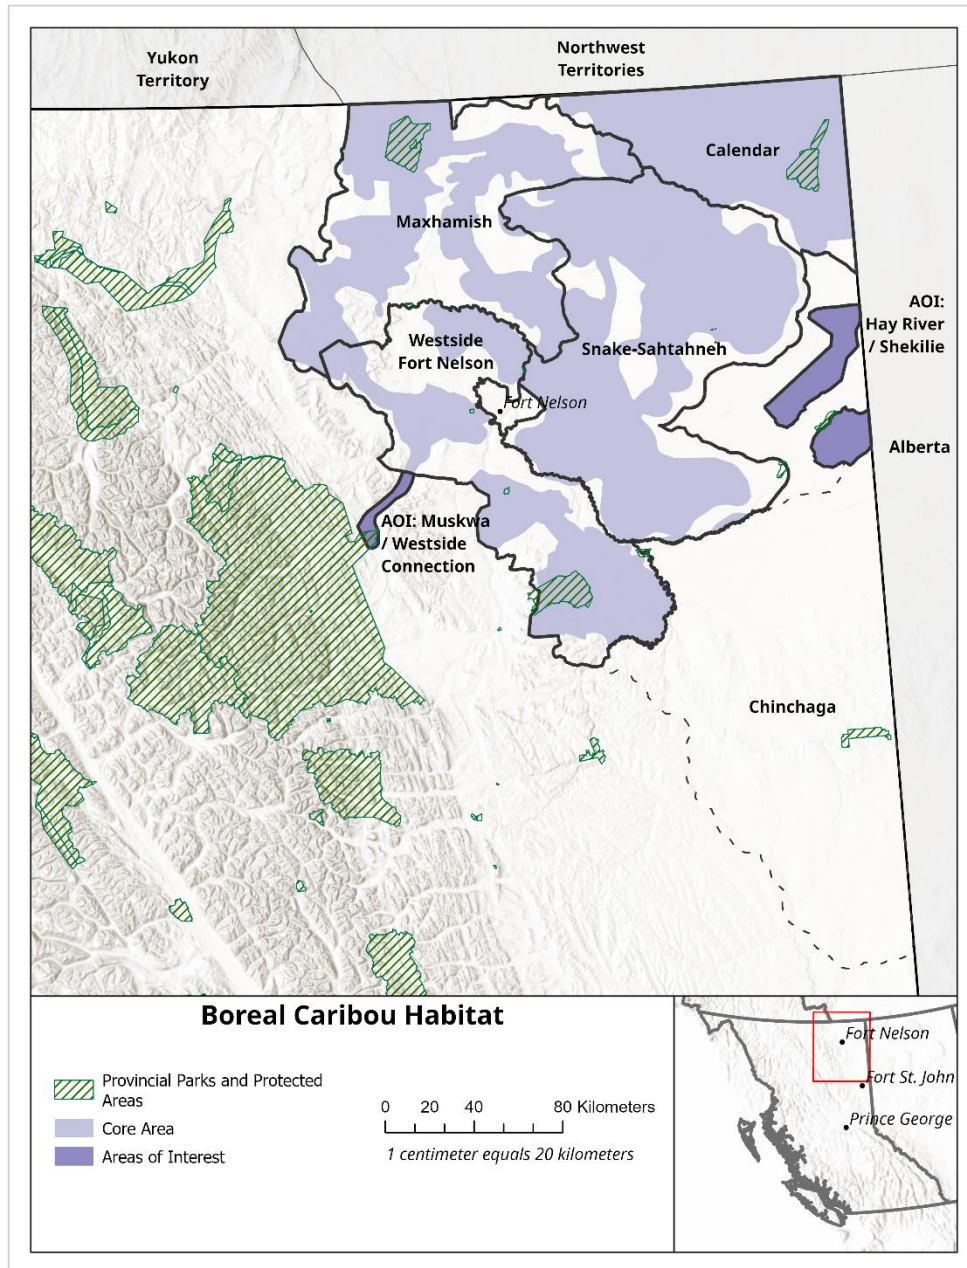 Yukon
Territory
Northwest
Territories
Calendar
Maxhamish
AOI:
Hay River
/ Shekilie
Westside
Fort Nelson
Snake-Sahtahneh
Fort Nelson
Alberta
AOI: Muskwa
/ Westside
Connection
Chinchaga
Boreal Caribou Habitat
Provincial Parks and Protected
Areas
Core Area
Areas of Interest
0 20 40 80 Kilometers
1 centimeter equals 20 kilometers
Fort Nelson
Fort St. John
Prince George